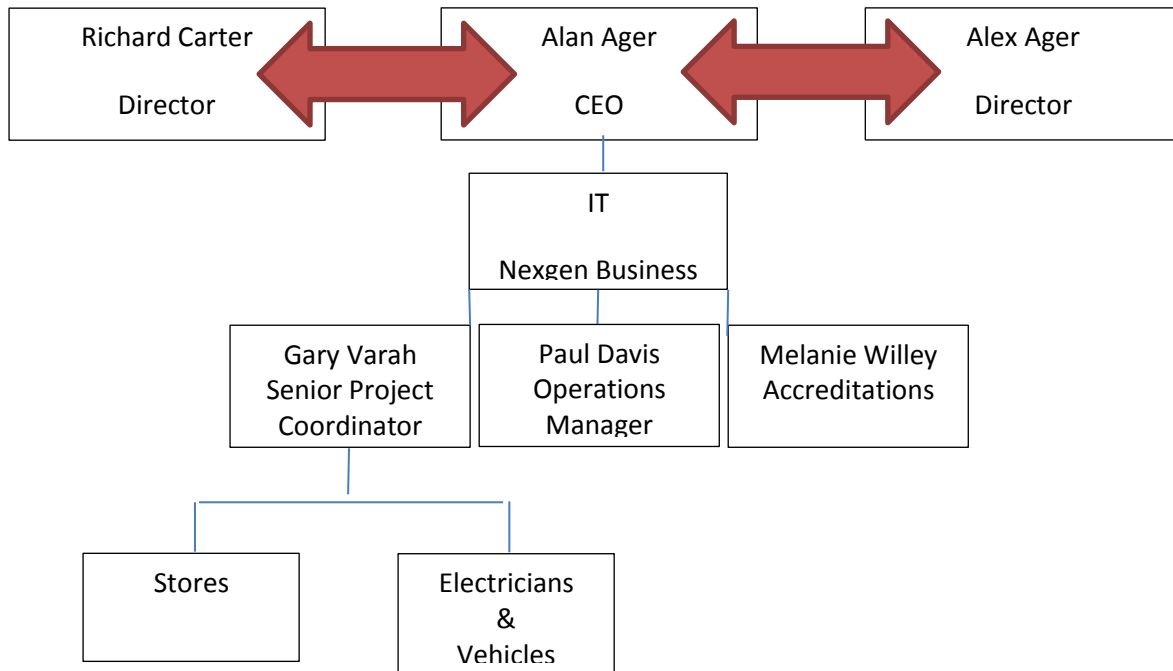 Richard Carter
Director
Alan Ager
CEO
Alex Ager
Director
IT
Nexgen Business
Gary Varah
Senior Project
Coordinator
Paul Davis
Operations
Manager
Melanie Willey
Accreditations
Stores
Electricians
&
Vehicles